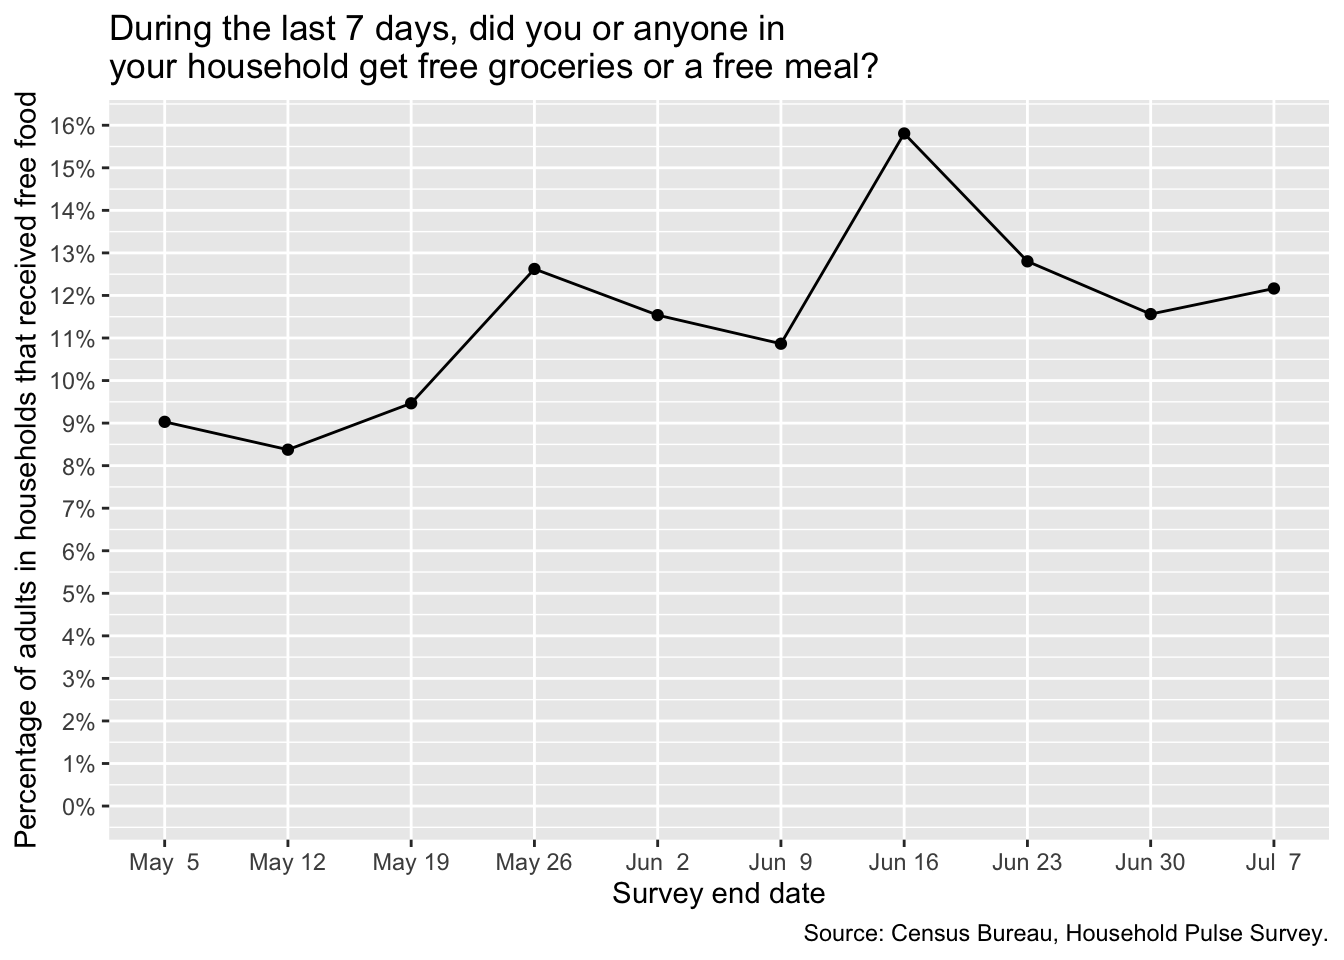 During the last 7 days, did you or anyone in
your household get free groceries or a free meal?
Percentage of adults in households that received free food
16%
15%
14%
13%
12%
11%
10%
9%
8%
7%
6%
5%
4%
3%
2%
1%
0%
May 5 May 12 May 19 May 26 Jun 2 Jun 9 Jun 16 Jun 23 Jun 30 Jul 7
Survey end date
Source: Census Bureau, Household Pulse Survey.